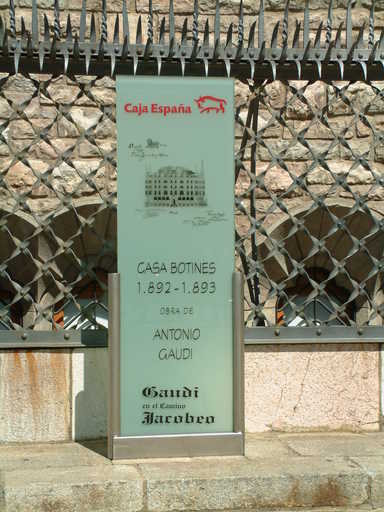 Caja España
CASA BOTINES
1.892-1.893
OBRA DE
ANTONIO
GAUDI
Gaudi
en el Camino
Jacobeo